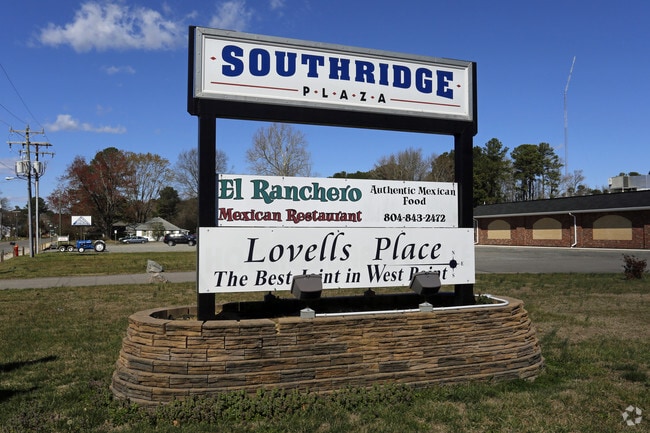 SOUTHRIDGE
P·L·A·Z·A
El Ranchero
Mexican Restaurant
Authentic Mexican
Food
804-843-2472
Lovells Place
The Best Joint in West Point